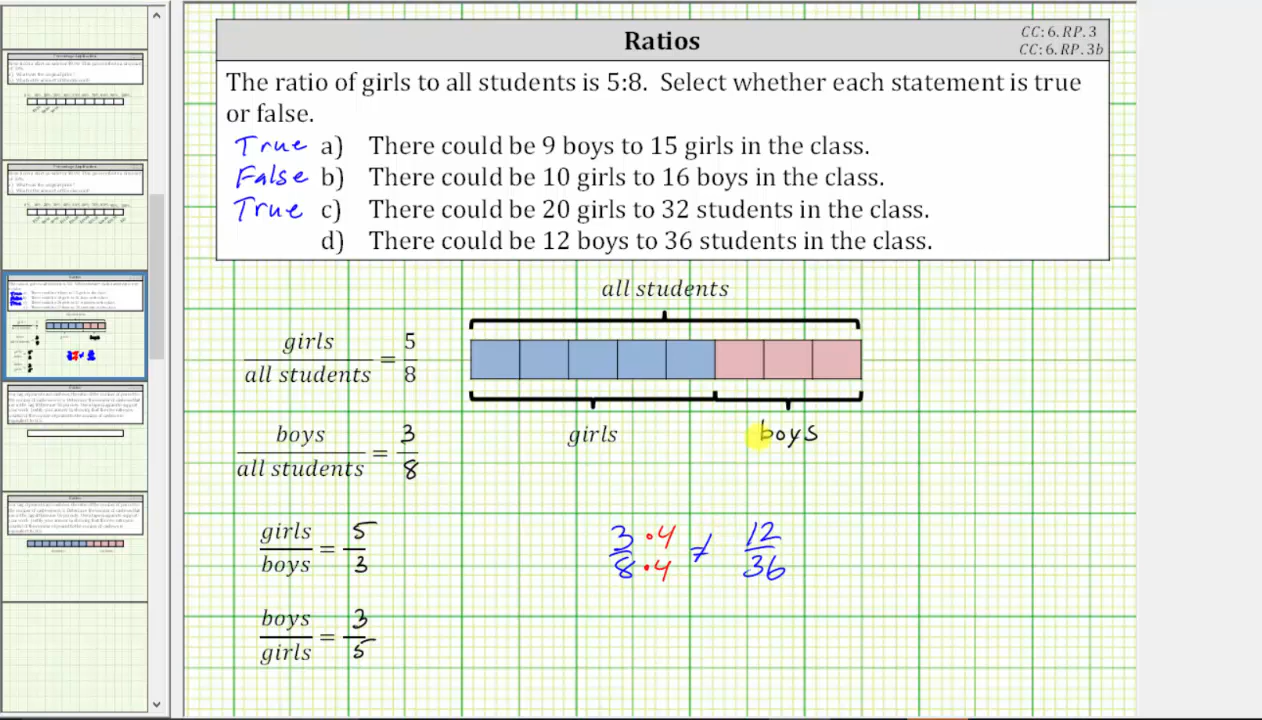 Ratios
CC: 6.RP.3
CC: 6.RP.3b
The ratio of girls to all students is 5:8. Select whether each statement is true
or false.
True a) There could be 9 boys to 15 girls in the class.
False b) There could be 10 girls to 16 boys in the class.
True c) There could be 20 girls to 32 students in the class.
d) There could be 12 boys to 36 students in the class.
all students
girls / all students = 5/8
girls
boys
boys / all students = 3/8
girls / boys = 5/3
3·4 / 8·4 ≠ 12/36
boys / girls = 3/5